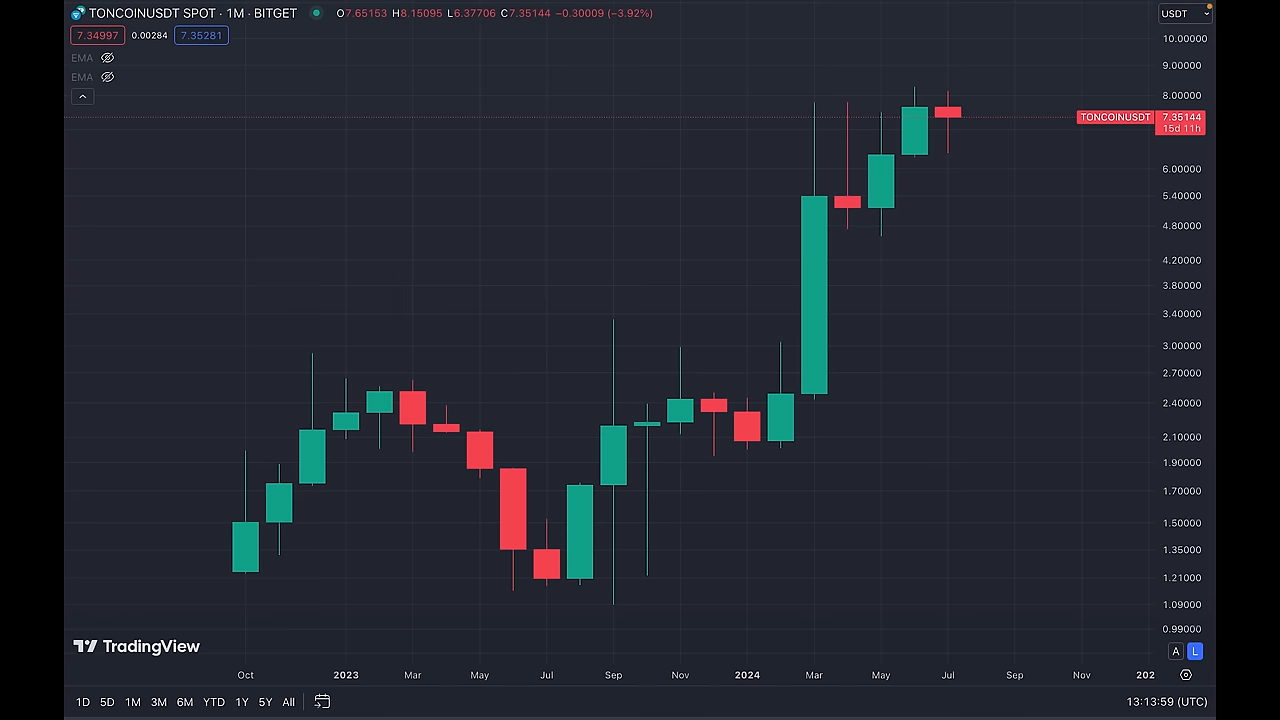 TONCOINUSDT SPOT · 1M · BITGET O7.65153 H8.15095 L6.37706 C7.35144 −0.30009 (−3.92%)
USDT
7.34997 0.00284 7.35281
EMA
EMA
10.00000
9.00000
8.00000
TONCOINUSDT 7.35144
15d 11h
6.00000
5.40000
4.80000
4.20000
3.80000
3.40000
3.00000
2.70000
2.40000
2.10000
1.90000
1.70000
1.50000
1.35000
1.21000
1.09000
0.99000
TradingView
A L
Oct 2023 Mar May Jul Sep Nov 2024 Mar May Jul Sep Nov 202
1D 5D 1M 3M 6M YTD 1Y 5Y All 13:13:59 (UTC)